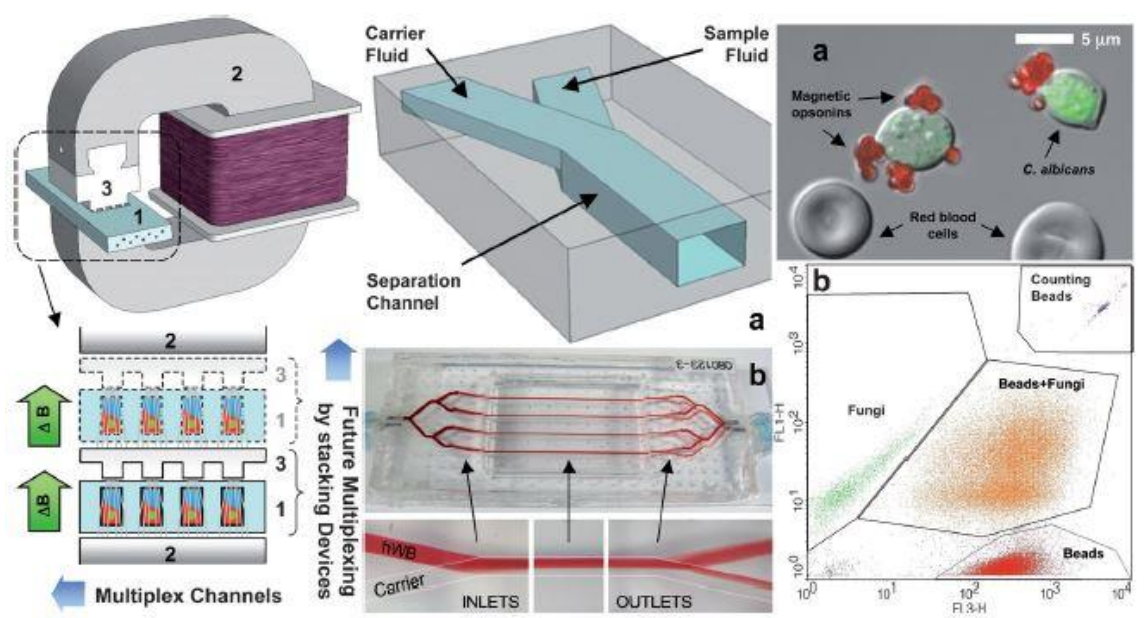 2
3
1
2
3
1
3
1
2
ΔB
ΔB
Multiplex Channels
Future Multiplexing
by stacking Devices
Carrier
Fluid
Sample
Fluid
Separation
Channel
a
b
hWB
Carrier
INLETS
OUTLETS
a
5 μm
Magnetic
opsonins
C. albicans
Red blood
cells
b
Counting
Beads
Beads+Fungi
Fungi
Beads
FL1-H
10⁴
10³
10²
10¹
10⁰
10⁰ 10¹ 10² 10³ 10⁴
FL3-H